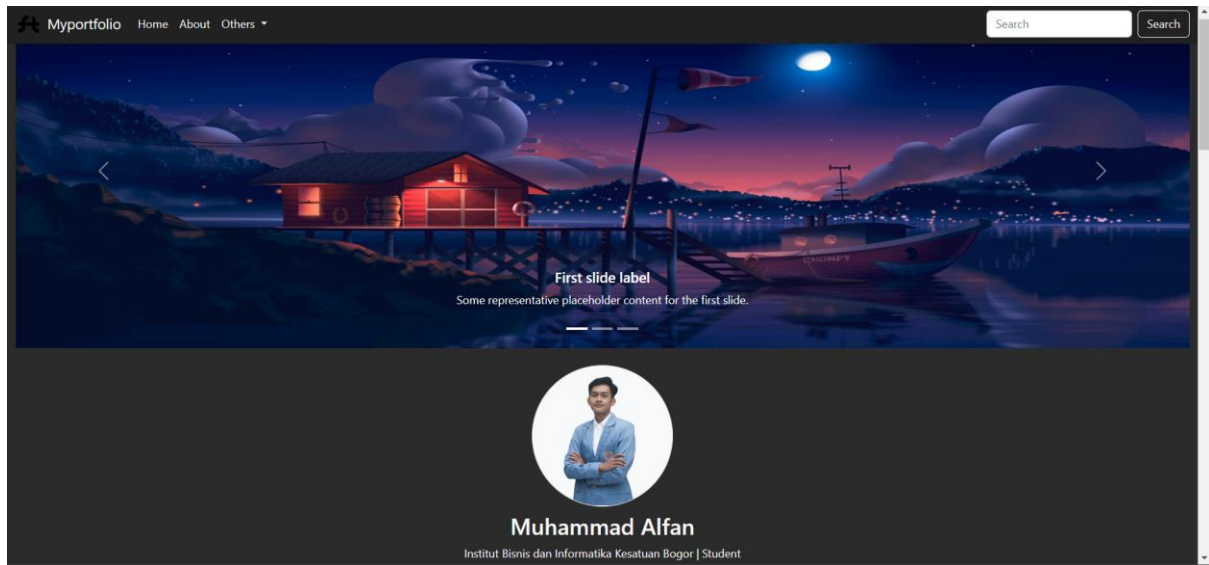 Myportfolio Home About Others Search Search
CHOMPY
First slide label
Some representative placeholder content for the first slide.
Muhammad Alfan
Institut Bisnis dan Informatika Kesatuan Bogor | Student